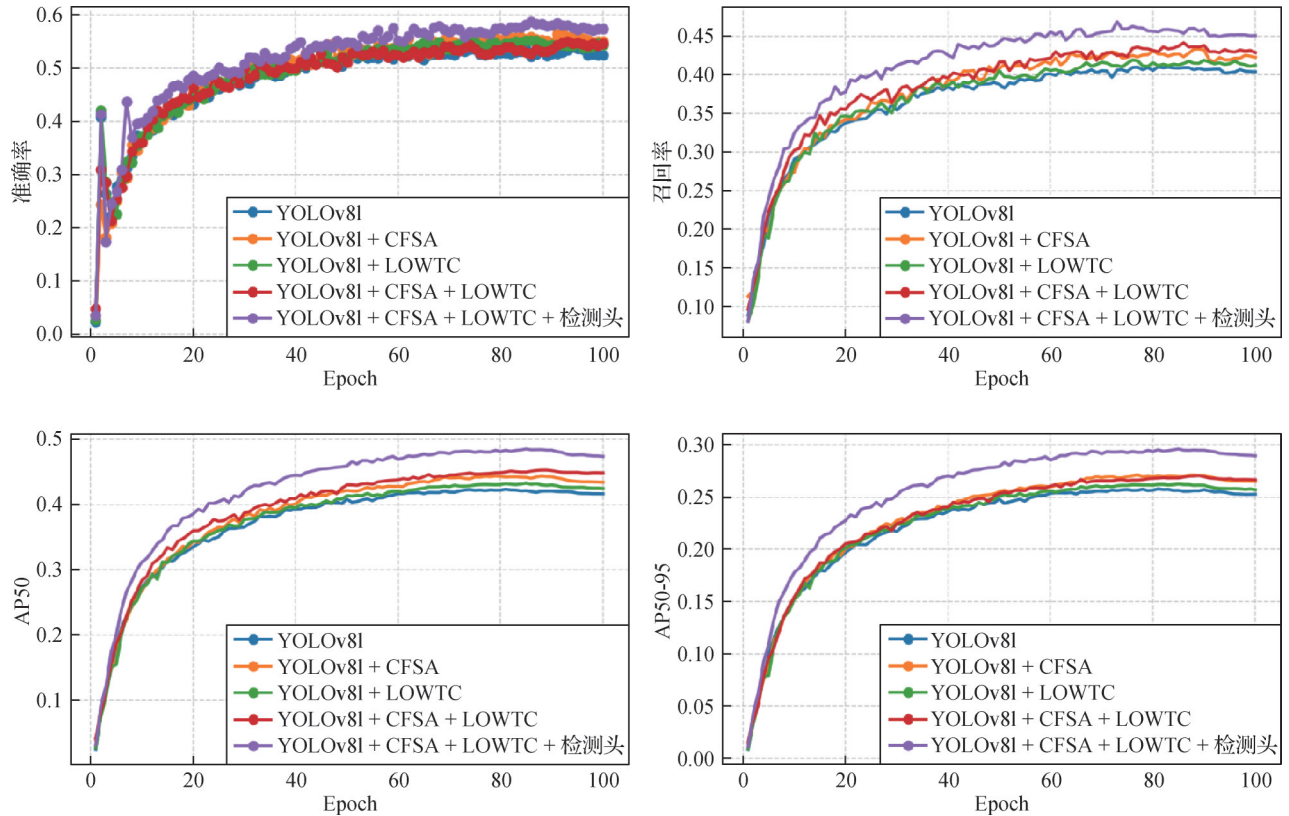 准确率
0.6
0.5
0.4
0.3
0.2
0.1
0.0
YOLOv8l
YOLOv8l + CFSA
YOLOv8l + LOWTC
YOLOv8l + CFSA + LOWTC
YOLOv8l + CFSA + LOWTC + 检测头
0 20 40 60 80 100
Epoch
召回率
0.45
0.40
0.35
0.30
0.25
0.20
0.15
0.10
YOLOv8l
YOLOv8l + CFSA
YOLOv8l + LOWTC
YOLOv8l + CFSA + LOWTC
YOLOv8l + CFSA + LOWTC + 检测头
0 20 40 60 80 100
Epoch
AP50
0.5
0.4
0.3
0.2
0.1
YOLOv8l
YOLOv8l + CFSA
YOLOv8l + LOWTC
YOLOv8l + CFSA + LOWTC
YOLOv8l + CFSA + LOWTC + 检测头
0 20 40 60 80 100
Epoch
AP50-95
0.30
0.25
0.20
0.15
0.10
0.05
0.00
YOLOv8l
YOLOv8l + CFSA
YOLOv8l + LOWTC
YOLOv8l + CFSA + LOWTC
YOLOv8l + CFSA + LOWTC + 检测头
0 20 40 60 80 100
Epoch